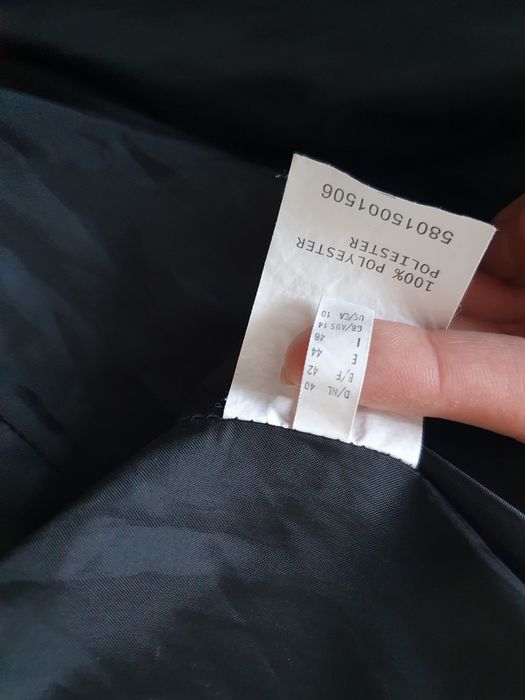 D/NL 40
E/F 42
E 44
I 46
GB/AUS 14
US/CA 10
100% POLYESTER
POLIESTER
58015001506